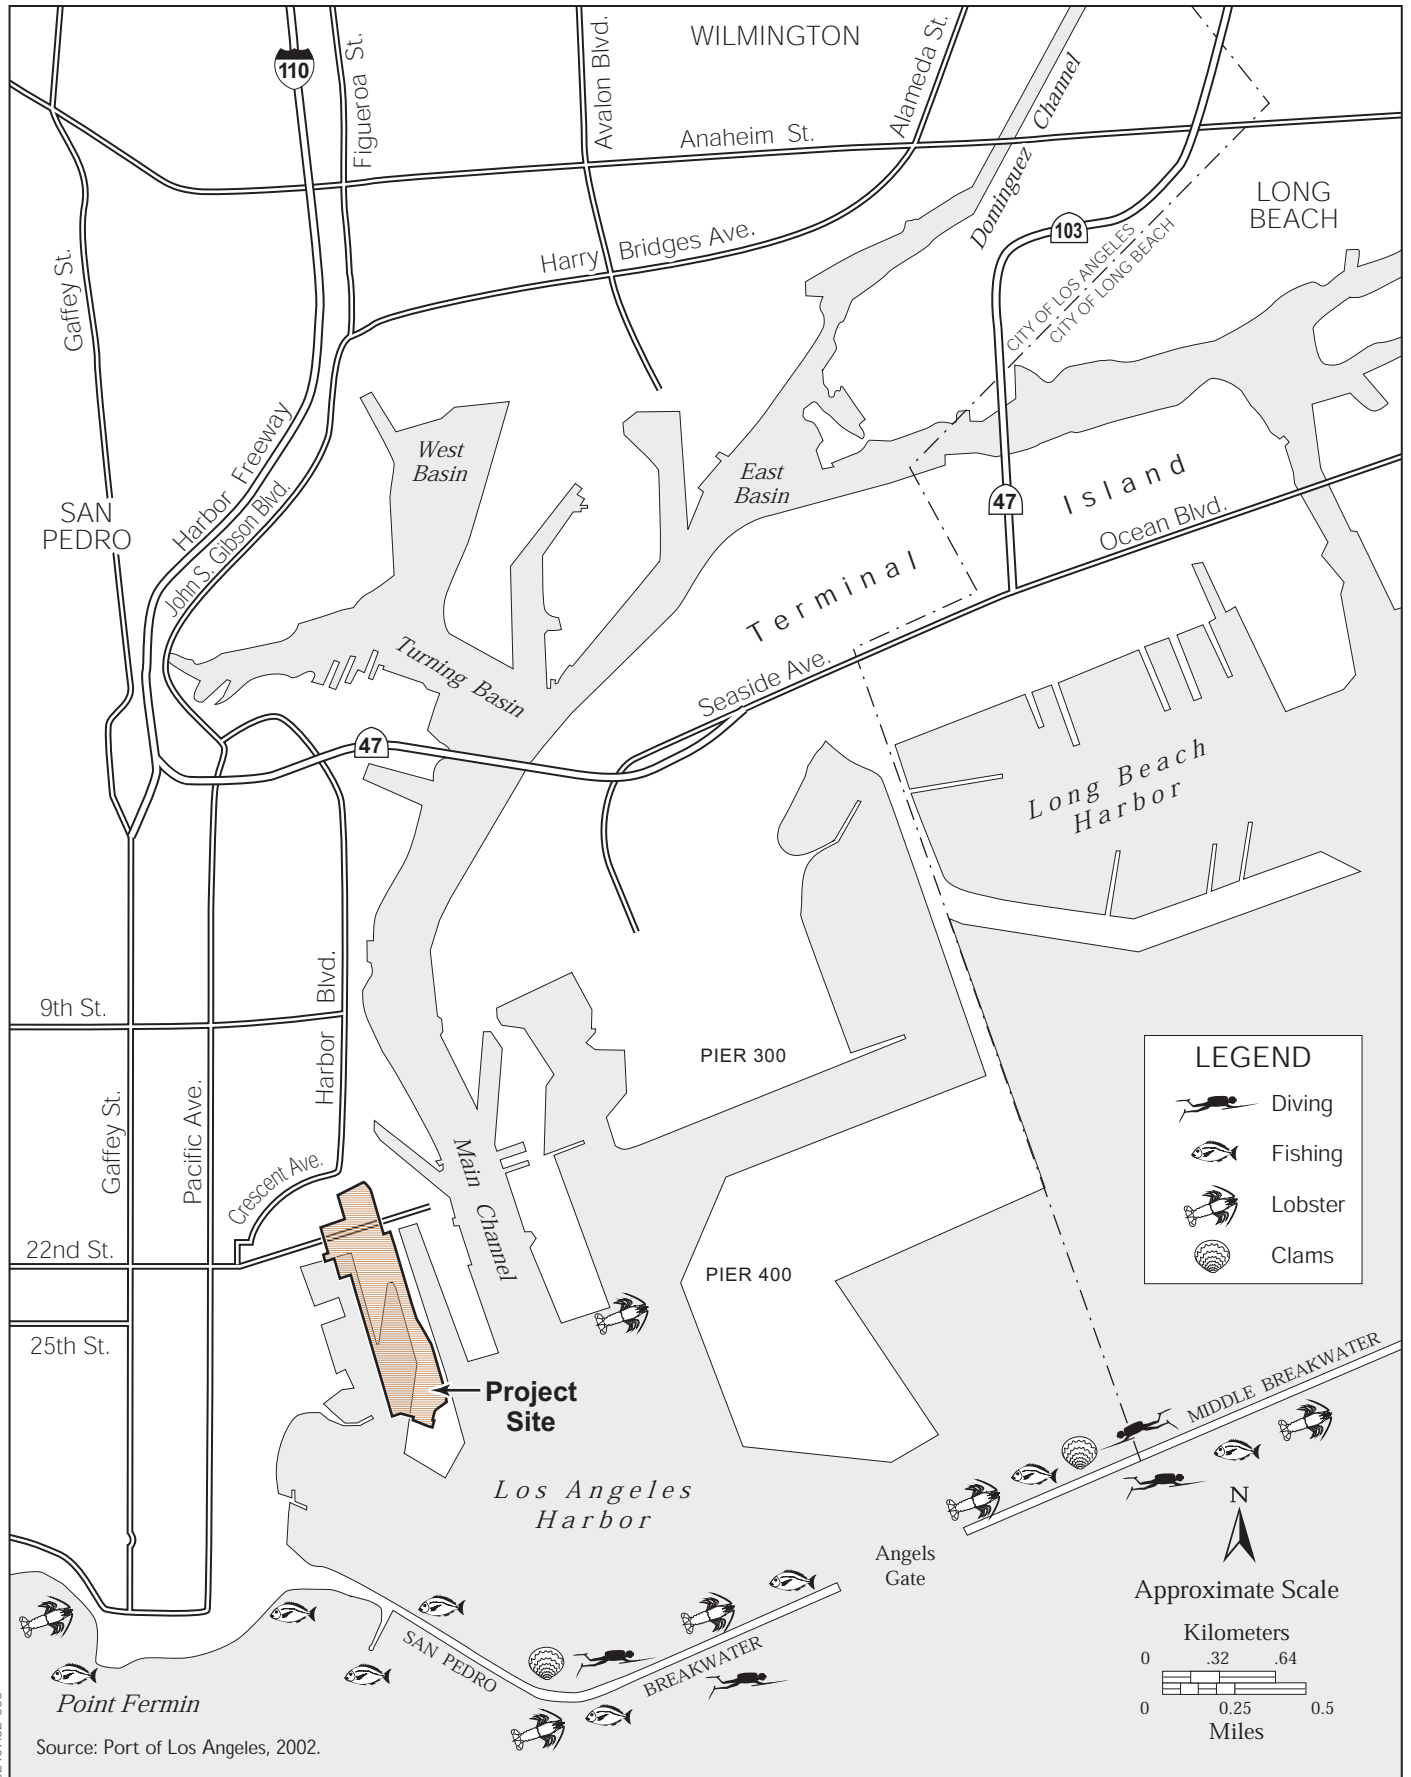 WILMINGTON
110
Figueroa St.
Avalon Blvd.
Alameda St.
Dominguez Channel
Anaheim St.
LONG
BEACH
103
Harry Bridges Ave.
CITY OF LOS ANGELES
CITY OF LONG BEACH
Gaffey St.
Harbor Freeway
John S. Gibson Blvd.
West
Basin
East
Basin
SAN
PEDRO
47
Terminal Island
Ocean Blvd.
Turning Basin
Seaside Ave.
47
Long Beach
Harbor
9th St.
Harbor Blvd.
PIER 300
Gaffey St.
Pacific Ave.
Crescent Ave.
Main Channel
22nd St.
PIER 400
25th St.
LEGEND
Diving
Fishing
Lobster
Clams
Project
Site
MIDDLE BREAKWATER
Los Angeles
Harbor
Angels
Gate
N
Approximate Scale
Kilometers
0 .32 .64
0 0.25 0.5
Miles
SAN PEDRO BREAKWATER
Point Fermin
Source: Port of Los Angeles, 2002.